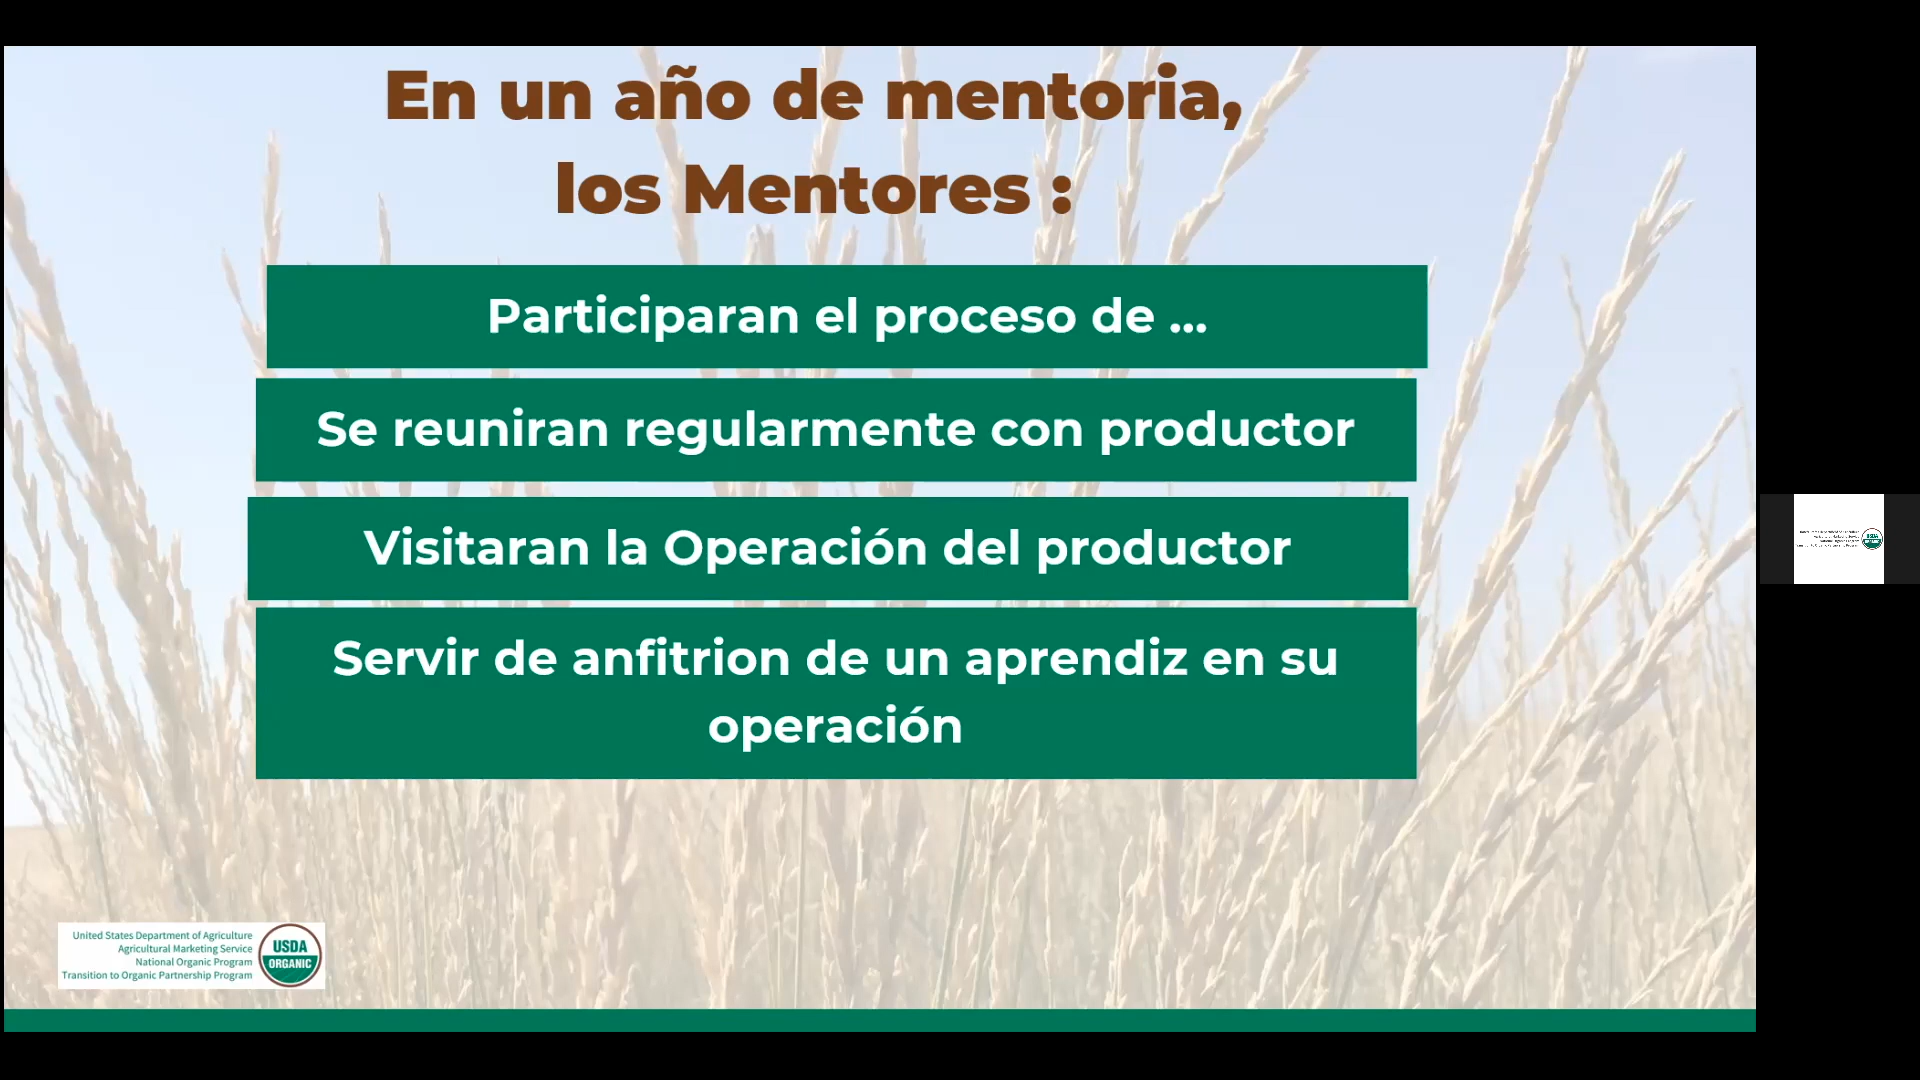 En un año de mentoria,
los Mentores :
Participaran el proceso de ...
Se reuniran regularmente con productor
Visitaran la Operación del productor
Servir de anfitrion de un aprendiz en su
operación
United States Department of Agriculture
Agricultural Marketing Service
National Organic Program
Transition to Organic Partnership Program
USDA
ORGANIC